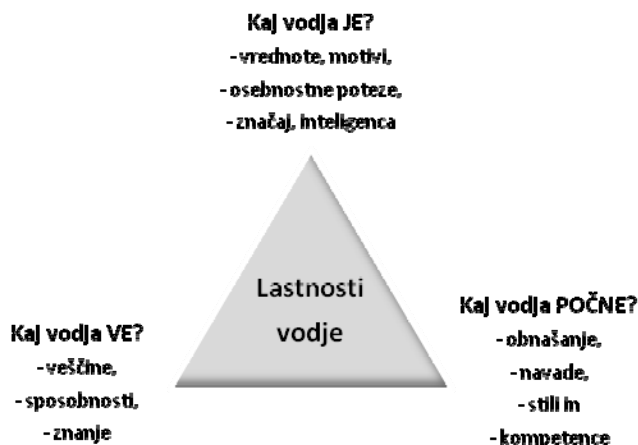 Kaj vodja JE?
-vrednote, motivi,
-osebnostne poteze,
-značaj, inteligenca
Lastnosti
vodje
Kaj vodja VE?
-veščine,
-sposobnosti,
-znanje
Kaj vodja POČNE?
-obnašanje,
-navade,
-stili in
-kompetence